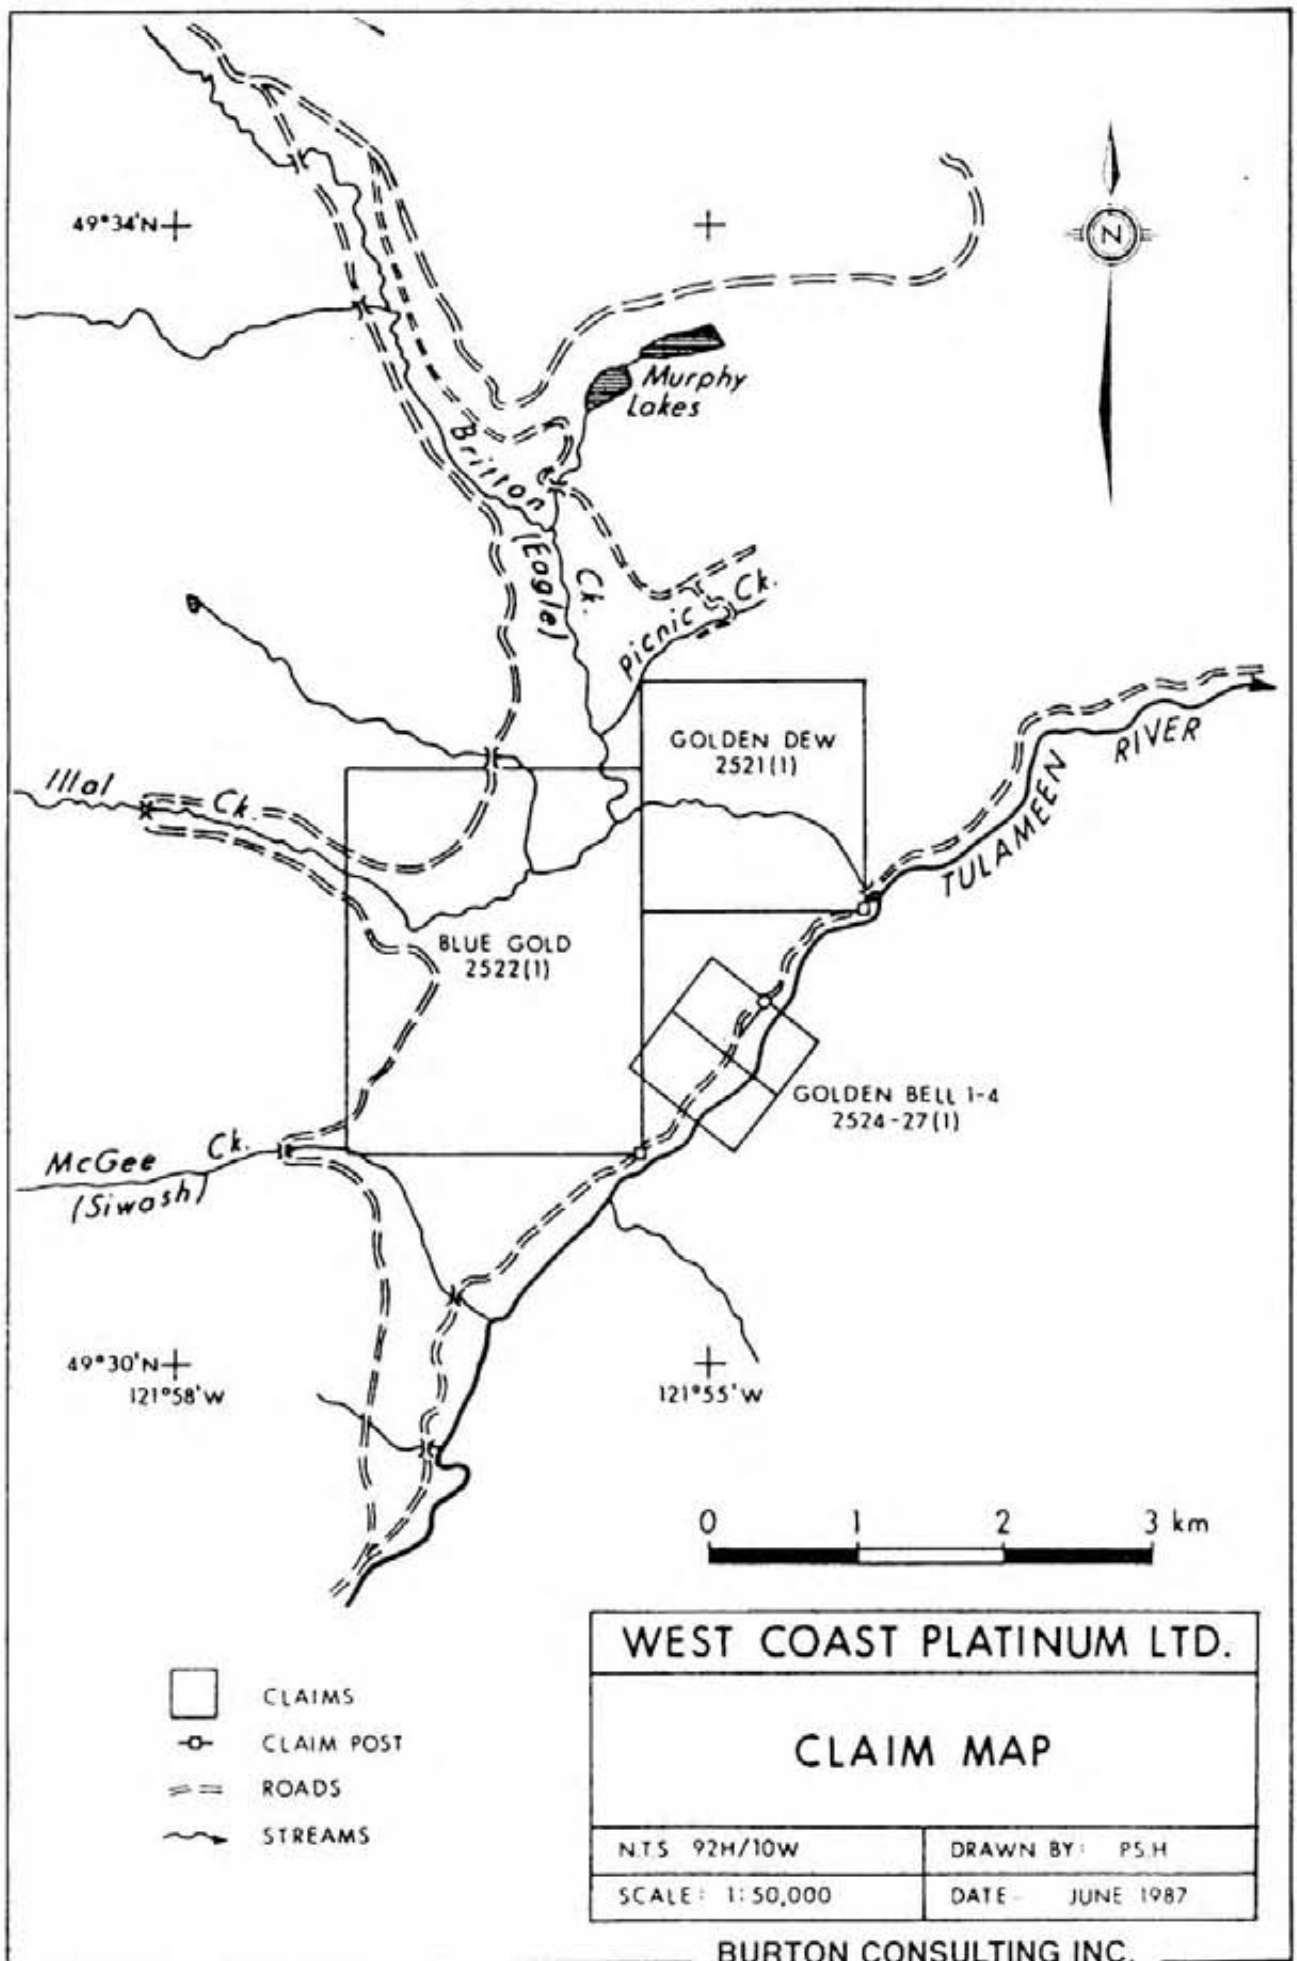 49°34'N
N
Murphy
Lakes
Britton
(Eagle)
Ck.
Picnic Ck.
GOLDEN DEW
2521(1)
RIVER
TULAMEEN
Illal Ck.
BLUE GOLD
2522(1)
GOLDEN BELL 1-4
2524-27(1)
McGee Ck.
(Siwash)
49°30'N
121°58'W
121°55'W
0 1 2 3 km
WEST COAST PLATINUM LTD.
CLAIM MAP
N.T.S 92H/10W
DRAWN BY: P.S.H
SCALE: 1:50,000
DATE - JUNE 1987
CLAIMS
CLAIM POST
ROADS
STREAMS
BURTON CONSULTING INC.